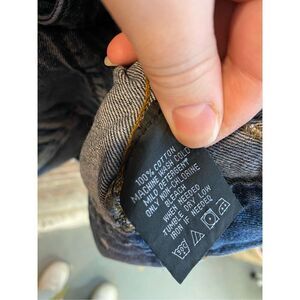 100% COTTON
MACHINE WASH COLD
MILD DETERGENT
ONLY NON-CHLORINE
BLEACH
WHEN NEEDED
TUMBLE DRY LOW
IRON IF NEEDED